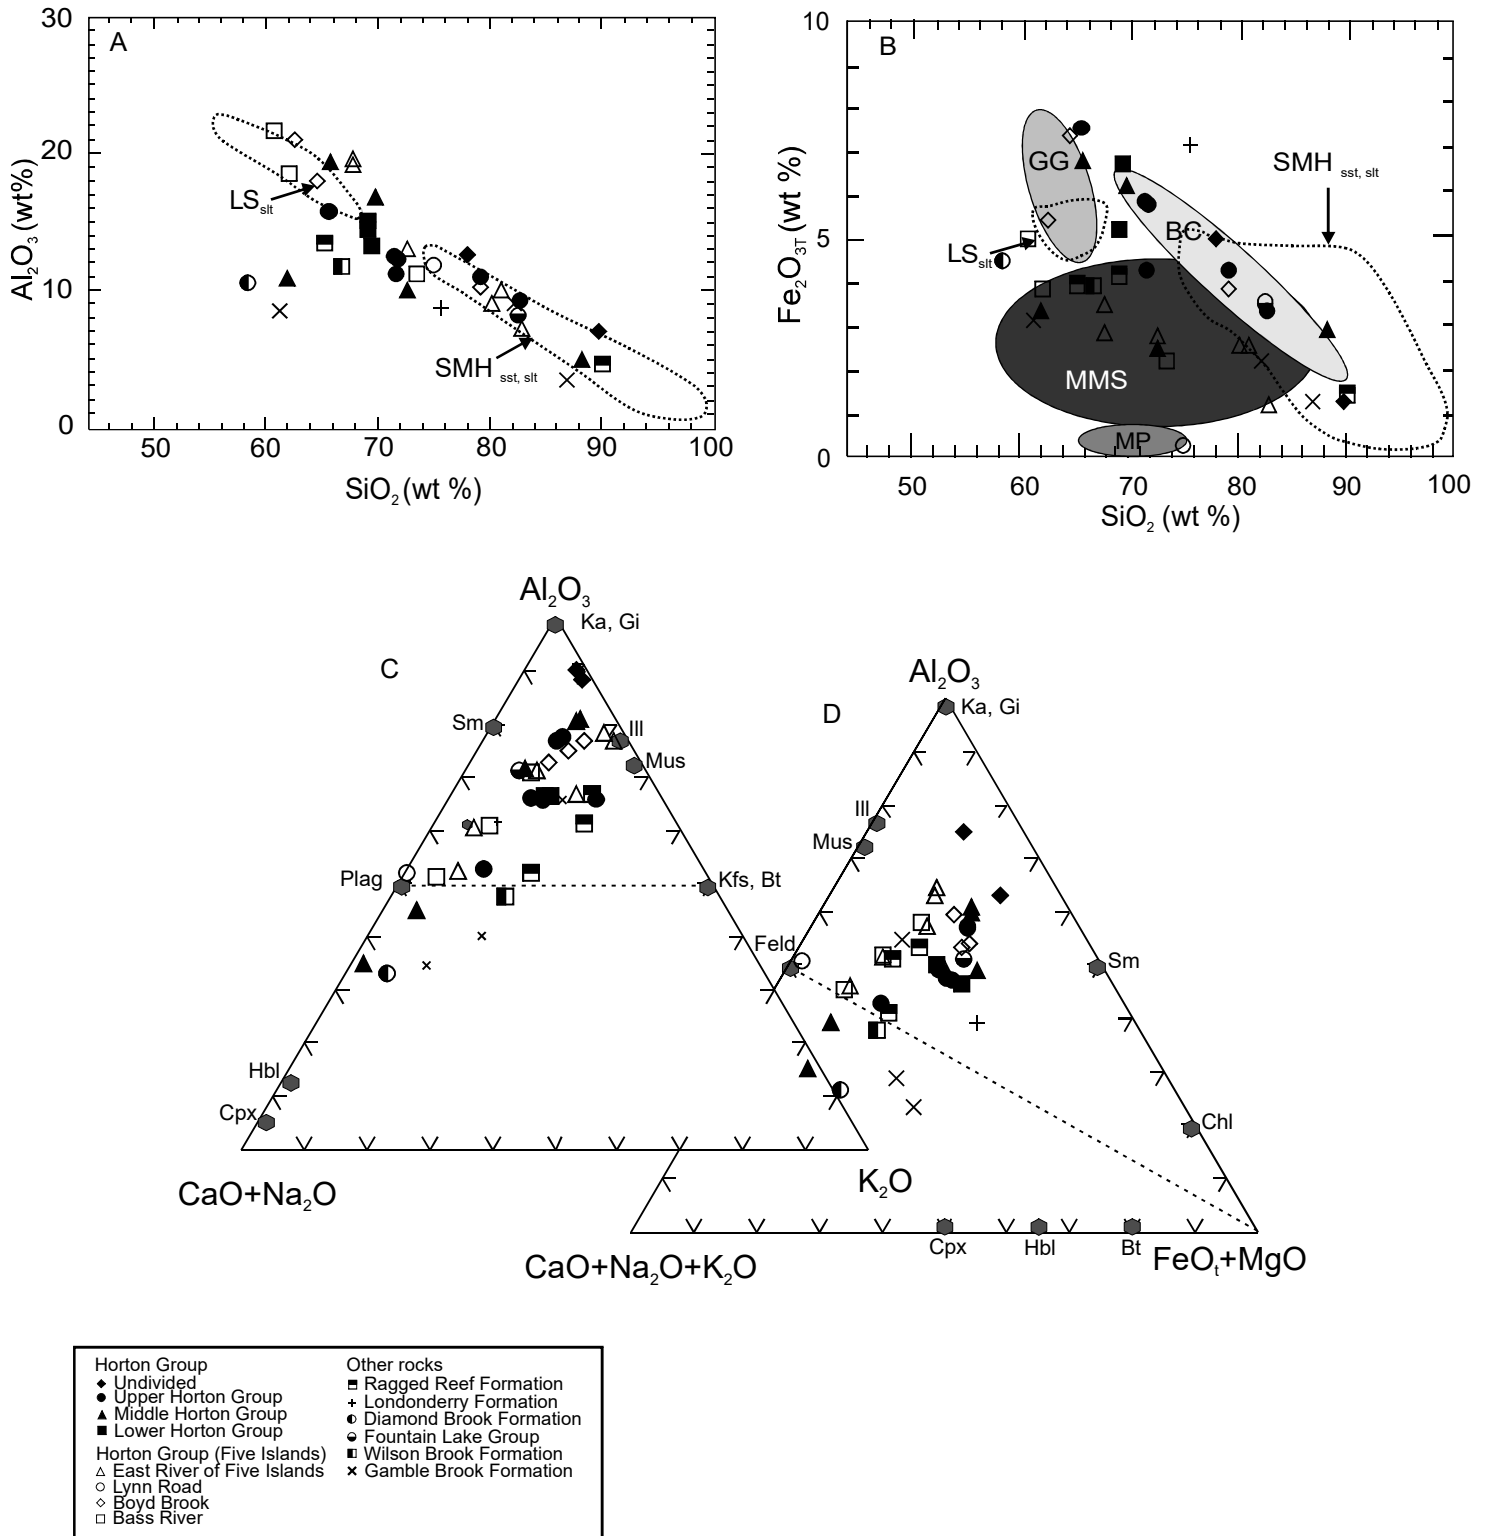 A
30
20
10
0
Al₂O₃ (wt%)
LS slt
SMH sst, slt
50 60 70 80 90 100
SiO₂ (wt %)
B
10
5
0
Fe₂O₃T (wt %)
GG
BC
SMH sst, slt
LS slt
MMS
MP
50 60 70 80 90 100
SiO₂ (wt %)
C
Al₂O₃
Ka, Gi
Sm
Ill
Mus
Plag
Kfs, Bt
Hbl
Cpx
CaO+Na₂O
K₂O
D
Al₂O₃
Ka, Gi
Ill
Mus
Feld
Sm
Chl
Cpx
Hbl
Bt
CaO+Na₂O+K₂O
FeOt+MgO
Horton Group
Undivided
Upper Horton Group
Middle Horton Group
Lower Horton Group
Horton Group (Five Islands)
East River of Five Islands
Lynn Road
Boyd Brook
Bass River
Other rocks
Ragged Reef Formation
Londonderry Formation
Diamond Brook Formation
Fountain Lake Group
Wilson Brook Formation
Gamble Brook Formation